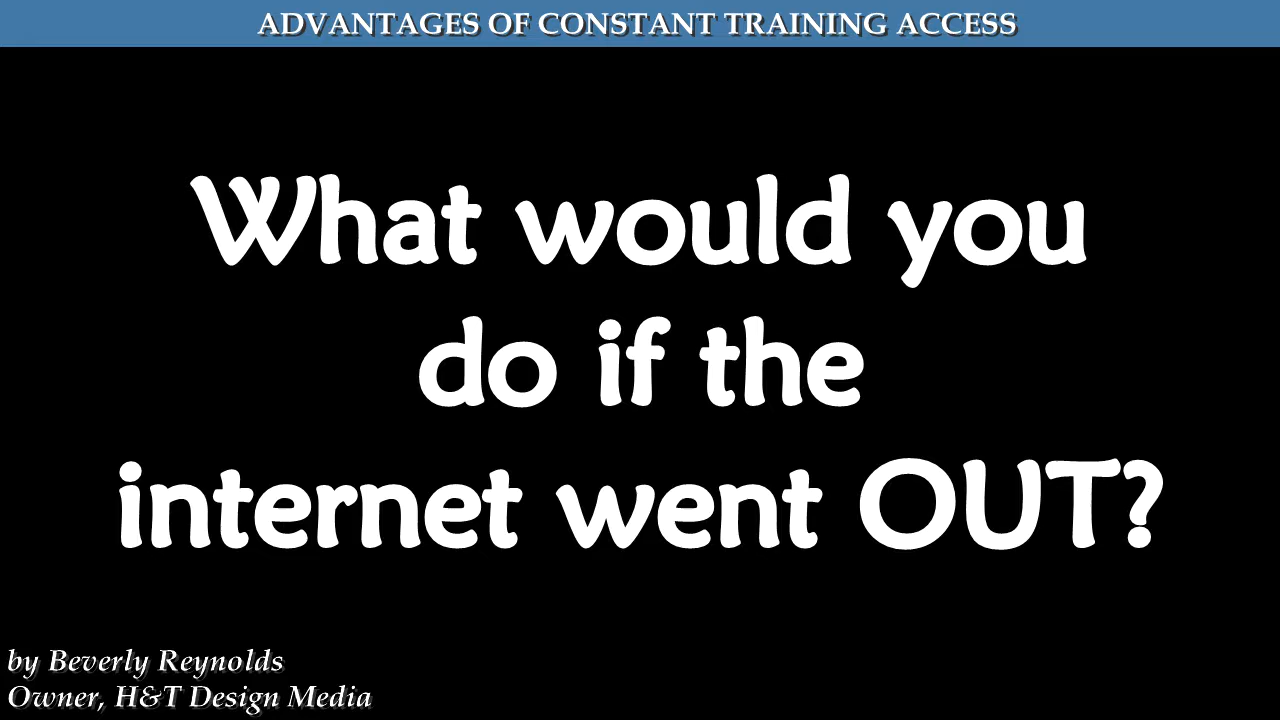 ADVANTAGES OF CONSTANT TRAINING ACCESS
What would you
do if the
internet went OUT?
by Beverly Reynolds
Owner, H&T Design Media